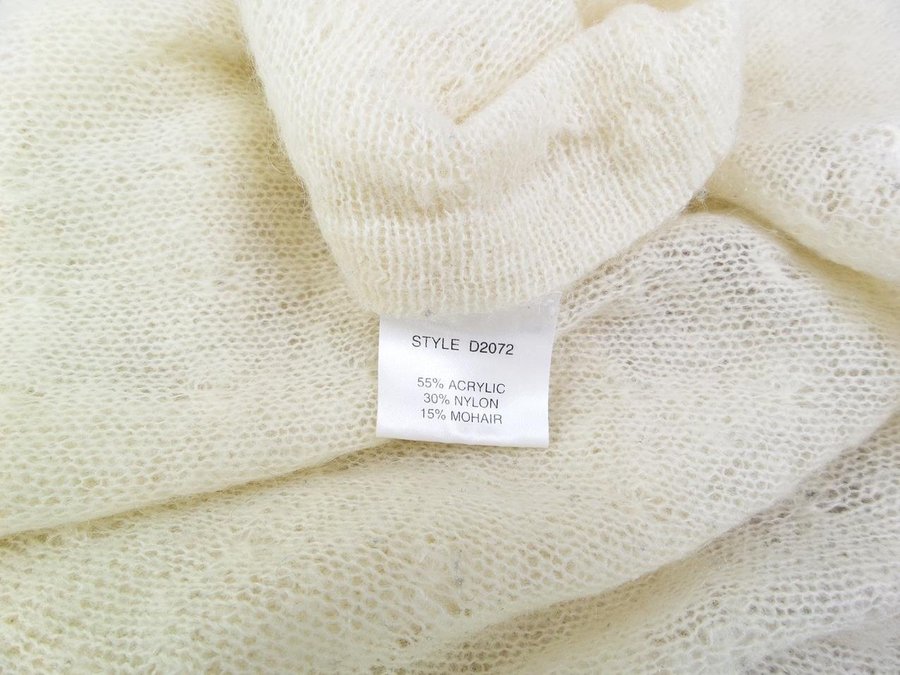 STYLE D2072
55% ACRYLIC
30% NYLON
15% MOHAIR